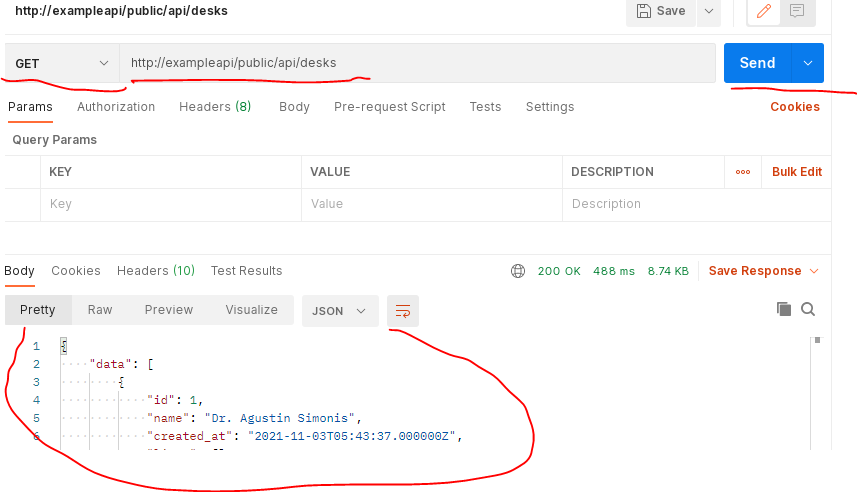 http://exampleapi/public/api/desks Save
GET http://exampleapi/public/api/desks Send
Params Authorization Headers (8) Body Pre-request Script Tests Settings Cookies
Query Params
KEY VALUE DESCRIPTION ooo Bulk Edit
Key Value Description
Body Cookies Headers (10) Test Results 200 OK 488 ms 8.74 KB Save Response
Pretty Raw Preview Visualize JSON
1 {
2 "data": [
3 {
4 "id": 1,
5 "name": "Dr. Agustin Simonis",
6 "created_at": "2021-11-03T05:43:37.000000Z",